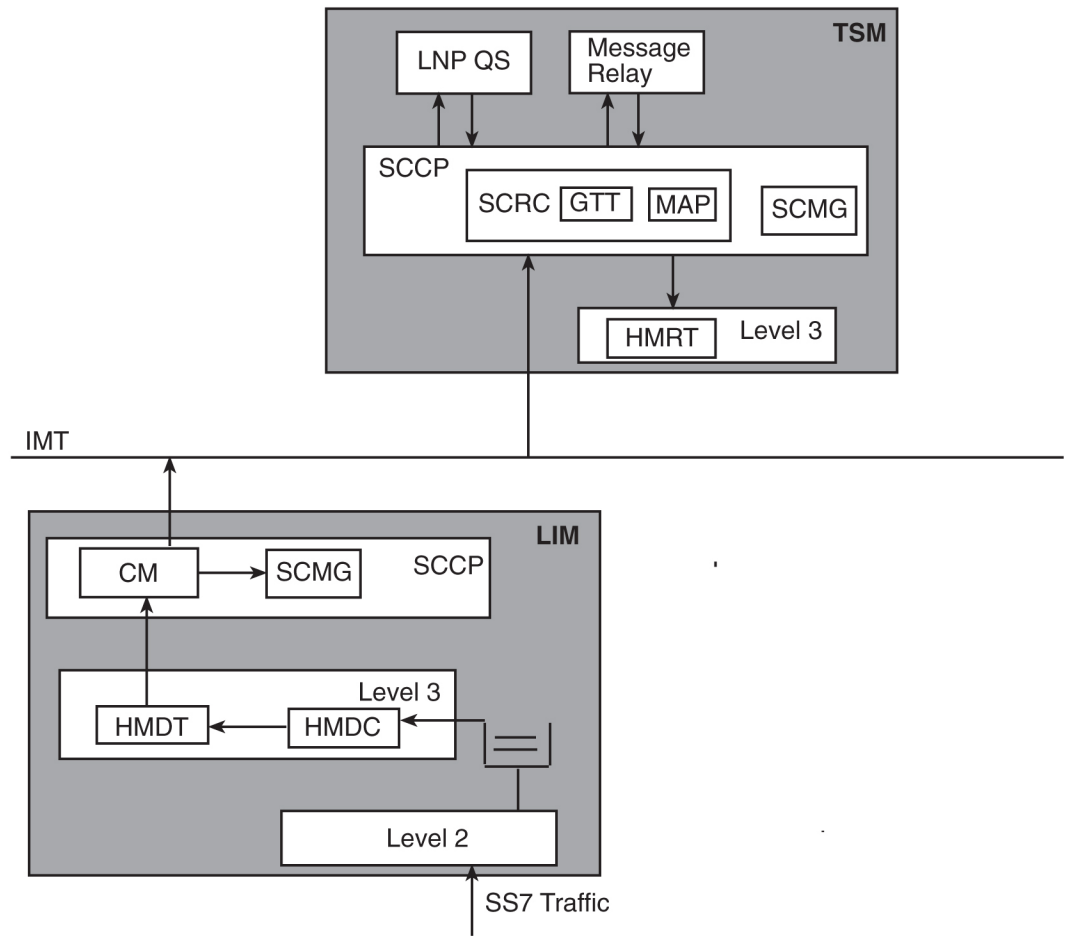 TSM
LNP QS
Message
Relay
SCCP
SCRC
GTT
MAP
SCMG
HMRT
Level 3
IMT
LIM
CM
SCMG
SCCP
Level 3
HMDT
HMDC
Level 2
SS7 Traffic